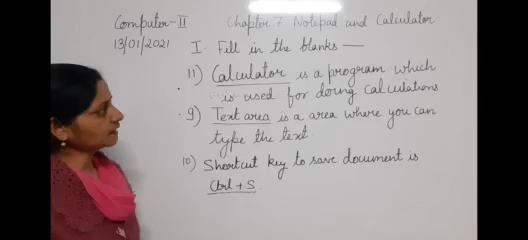 Computer-II Chapter 7 Notepad and Calculator
13/01/2021 I. Fill in the blanks —
11) Calculator is a program which
is used for doing calculations
9) Text area is a area where you can
type the text.
10) Shortcut key to save document is
Ctrl + S.